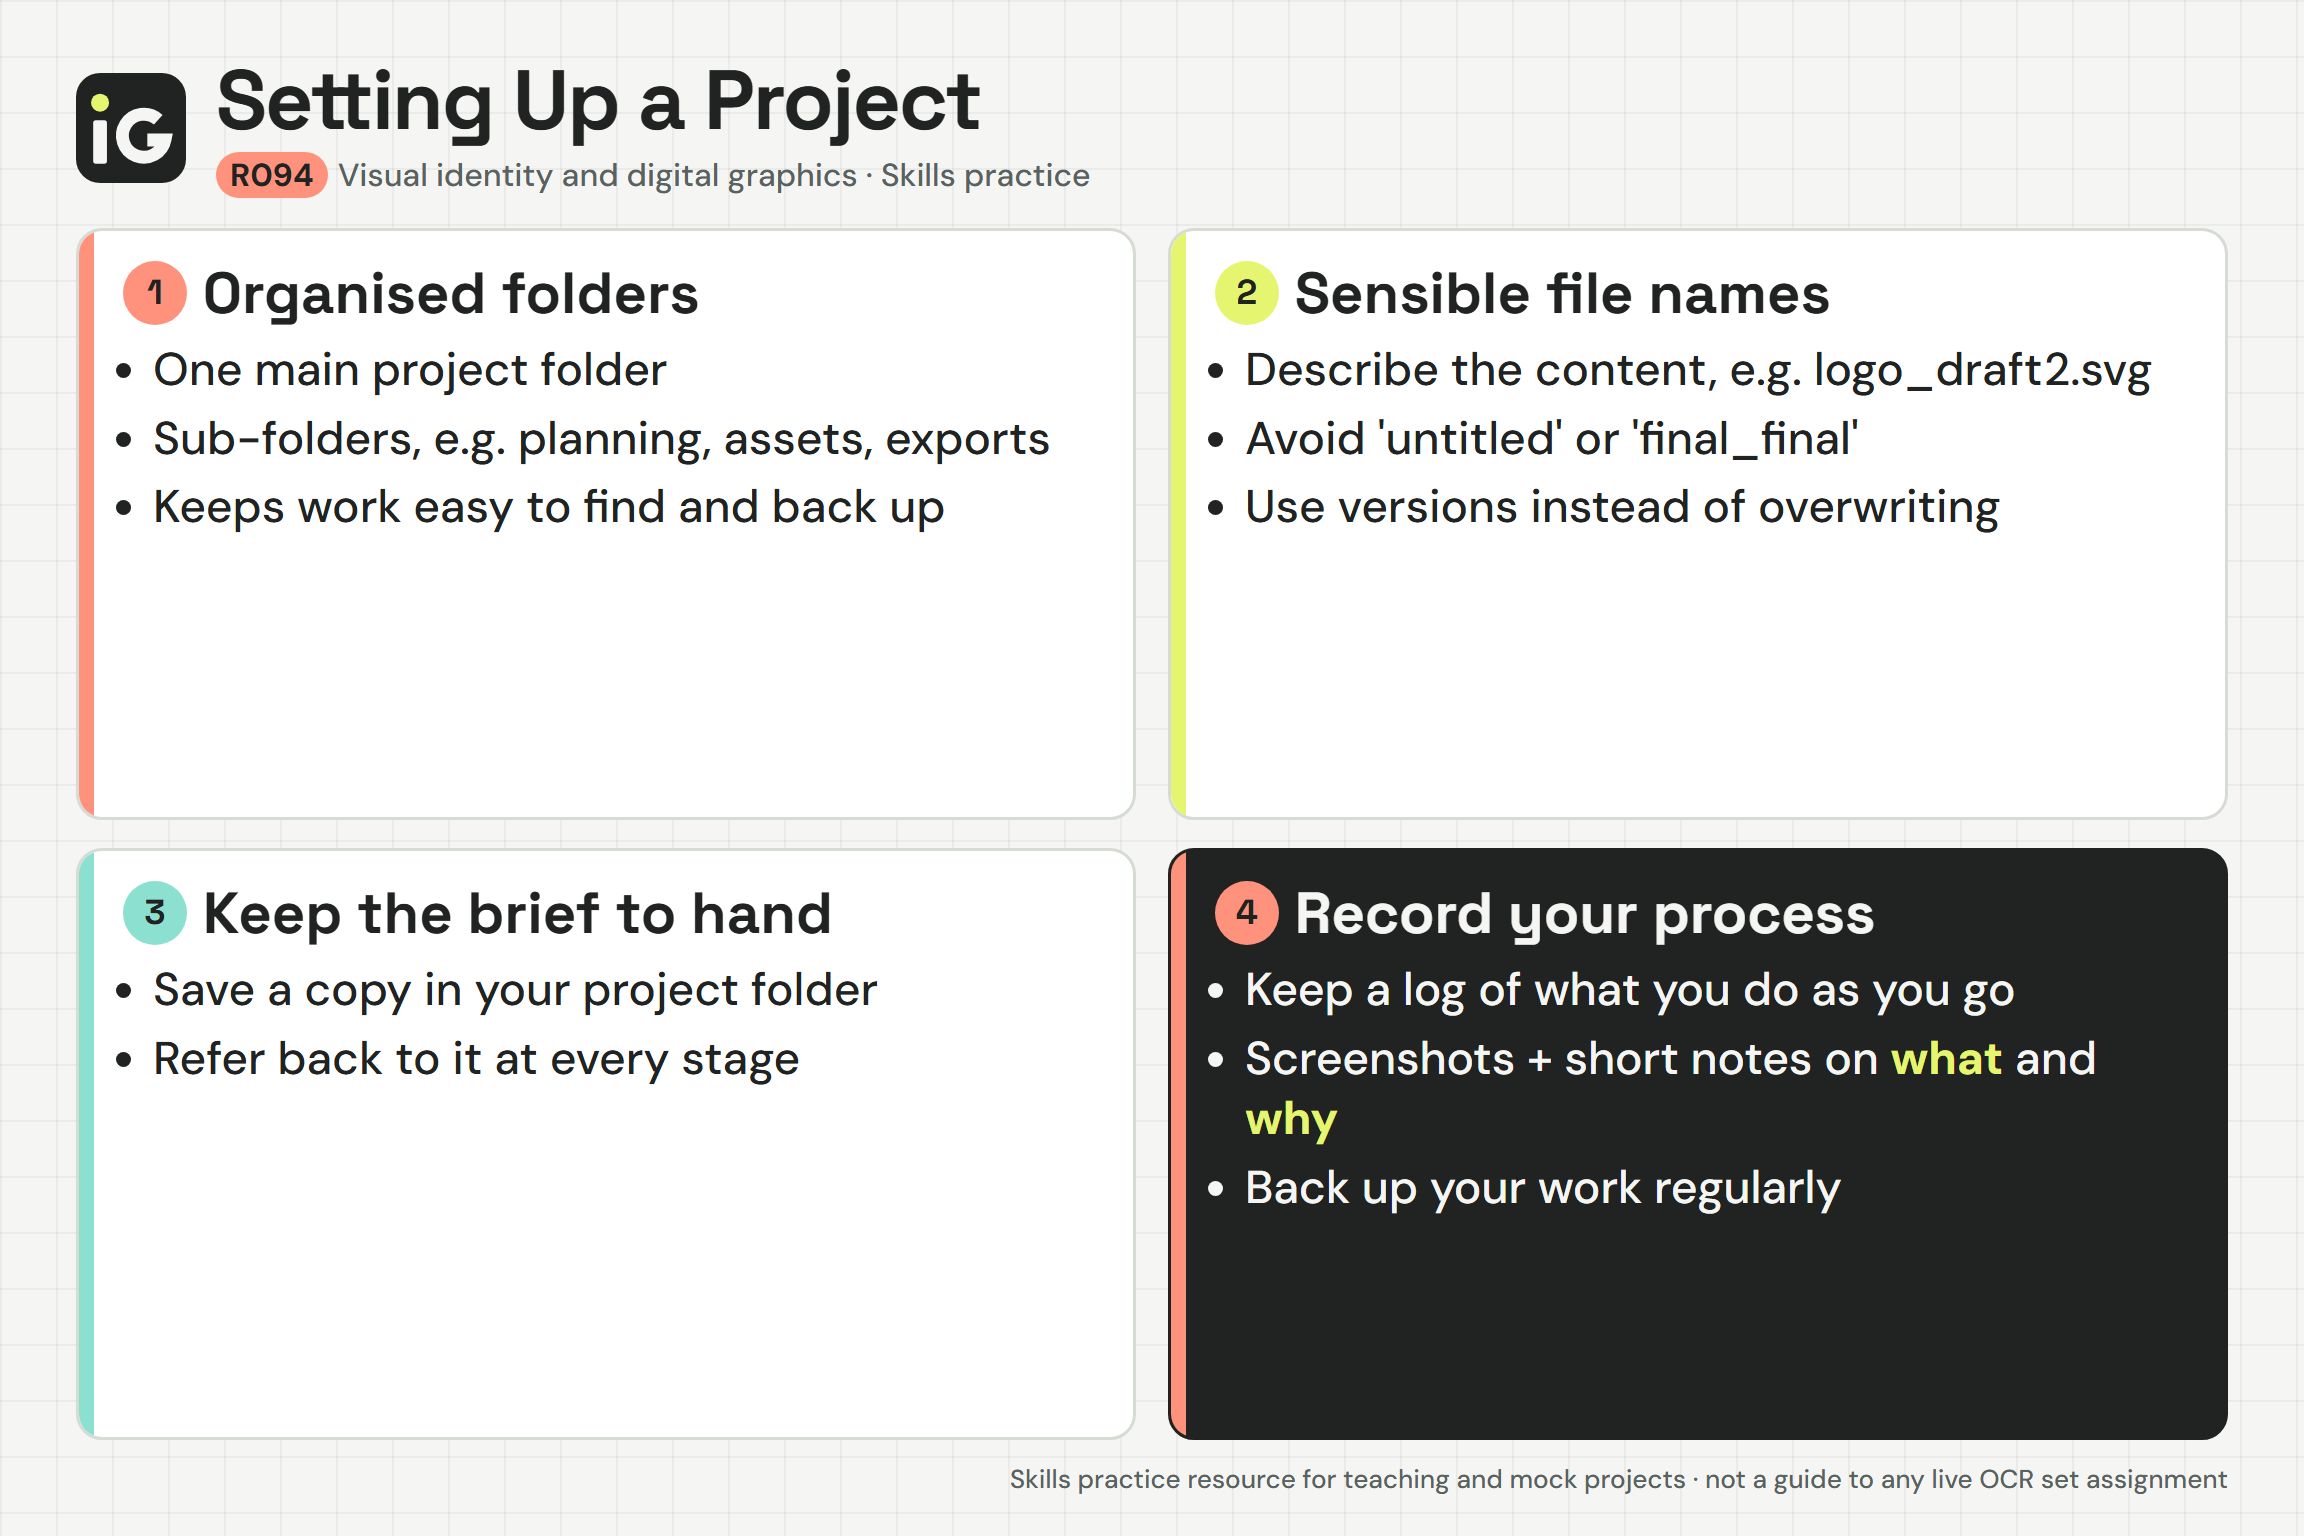 iG
Setting Up a Project
R094 Visual identity and digital graphics · Skills practice
1 Organised folders
• One main project folder
• Sub-folders, e.g. planning, assets, exports
• Keeps work easy to find and back up
2 Sensible file names
• Describe the content, e.g. logo_draft2.svg
• Avoid 'untitled' or 'final_final'
• Use versions instead of overwriting
3 Keep the brief to hand
• Save a copy in your project folder
• Refer back to it at every stage
4 Record your process
• Keep a log of what you do as you go
• Screenshots + short notes on what and
why
• Back up your work regularly
Skills practice resource for teaching and mock projects · not a guide to any live OCR set assignment